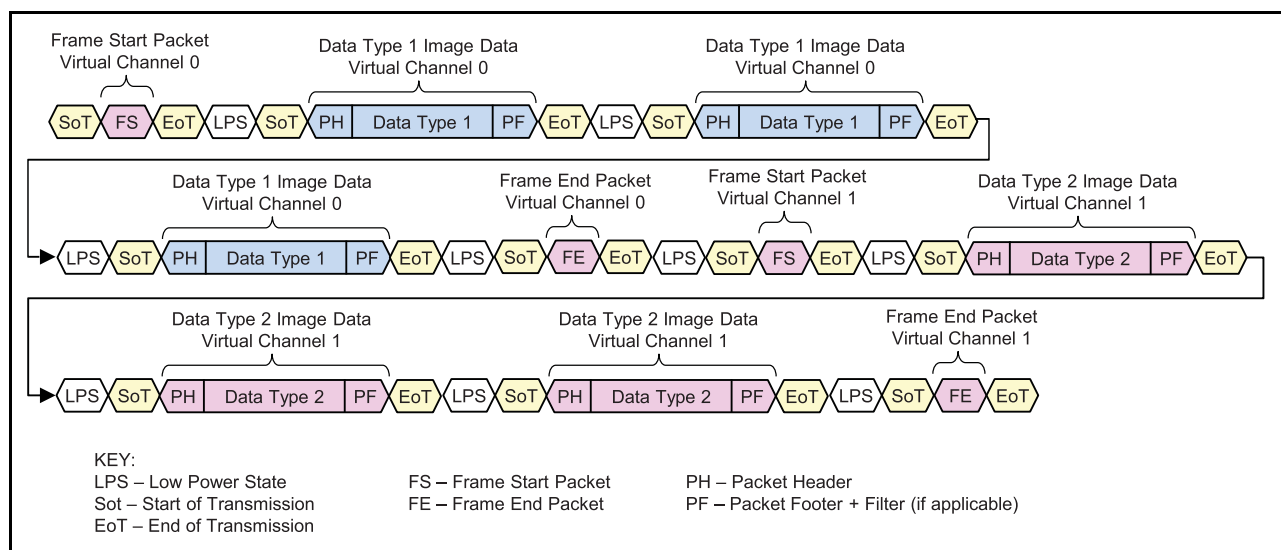 Frame Start Packet
Virtual Channel 0
Data Type 1 Image Data
Virtual Channel 0
Data Type 1 Image Data
Virtual Channel 0
SoT FS EoT LPS SoT PH Data Type 1 PF EoT LPS SoT PH Data Type 1 PF EoT
Data Type 1 Image Data
Virtual Channel 0
Frame End Packet
Virtual Channel 0
Frame Start Packet
Virtual Channel 1
Data Type 2 Image Data
Virtual Channel 1
LPS SoT PH Data Type 1 PF EoT LPS SoT FE EoT LPS SoT FS EoT LPS SoT PH Data Type 2 PF EoT
Data Type 2 Image Data
Virtual Channel 1
Data Type 2 Image Data
Virtual Channel 1
Frame End Packet
Virtual Channel 1
LPS SoT PH Data Type 2 PF EoT LPS SoT PH Data Type 2 PF EoT LPS SoT FE EoT
KEY:
LPS – Low Power State
Sot – Start of Transmission
EoT – End of Transmission
FS – Frame Start Packet
FE – Frame End Packet
PH – Packet Header
PF – Packet Footer + Filter (if applicable)